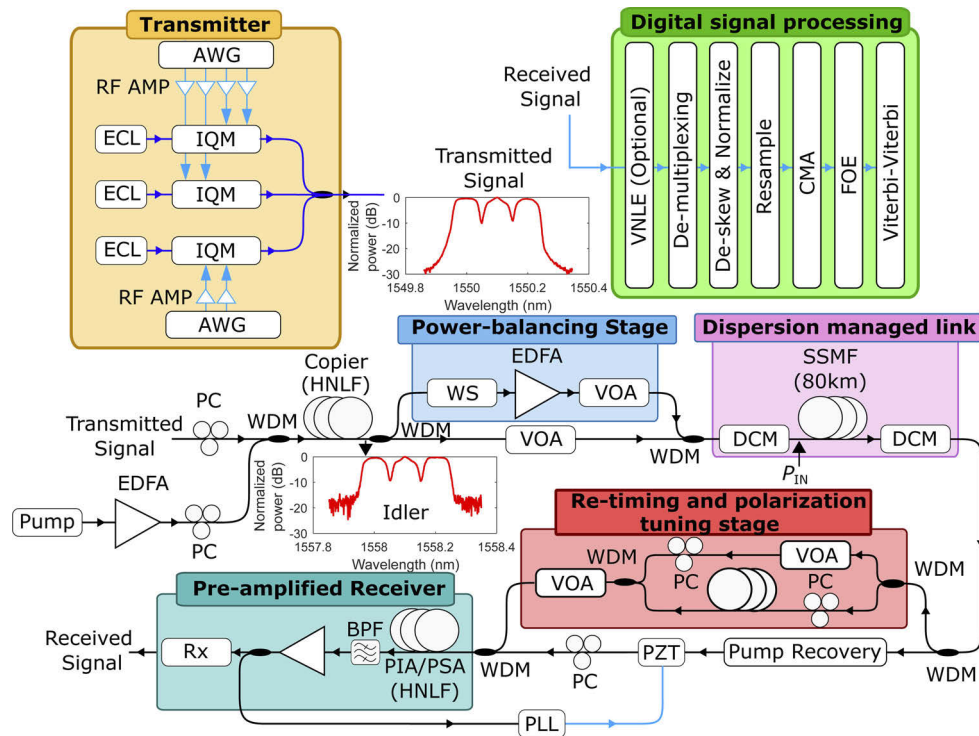 Transmitter
AWG
RF AMP
ECL
IQM
ECL
IQM
ECL
IQM
RF AMP
AWG
Transmitted
Signal
Normalized
power (dB)
0
-10
-20
-30
1549.8
1550
1550.2
1550.4
Wavelength (nm)
Digital signal processing
Received
Signal
VNLE (Optional)
De-multiplexing
De-skew & Normalize
Resample
CMA
FOE
Viterbi-Viterbi
Power-balancing Stage
EDFA
WS
VOA
Dispersion managed link
SSMF
(80km)
DCM
DCM
PIN
Copier
(HNLF)
PC
WDM
WDM
VOA
WDM
Transmitted
Signal
EDFA
Pump
PC
Normalized
power (dB)
0
-10
-20
-30
Idler
1557.8
1558
1558.2
1558.4
Wavelength (nm)
Re-timing and polarization
tuning stage
WDM
VOA
PC
VOA
PC
WDM
Pre-amplified Receiver
Received
Signal
Rx
BPF
PIA/PSA
(HNLF)
WDM
PC
PZT
Pump Recovery
WDM
PLL